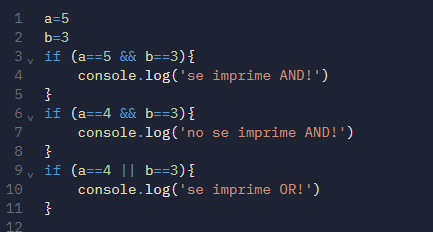 1 a=5
2 b=3
3 if (a==5 && b==3){
4     console.log('se imprime AND!')
5 }
6 if (a==4 && b==3){
7     console.log('no se imprime AND!')
8 }
9 if (a==4 || b==3){
10     console.log('se imprime OR!')
11 }
12